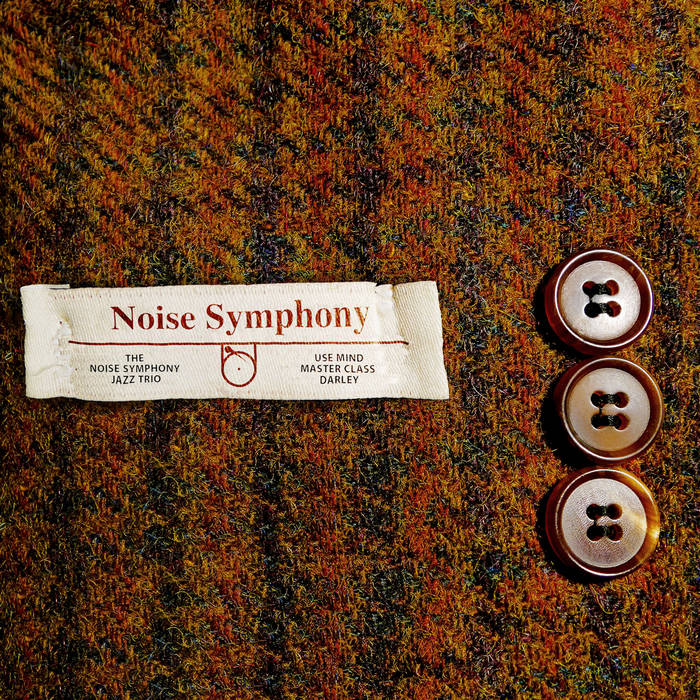 Noise Symphony
THE
NOISE SYMPHONY
JAZZ TRIO
USE MIND
MASTER CLASS
DARLEY